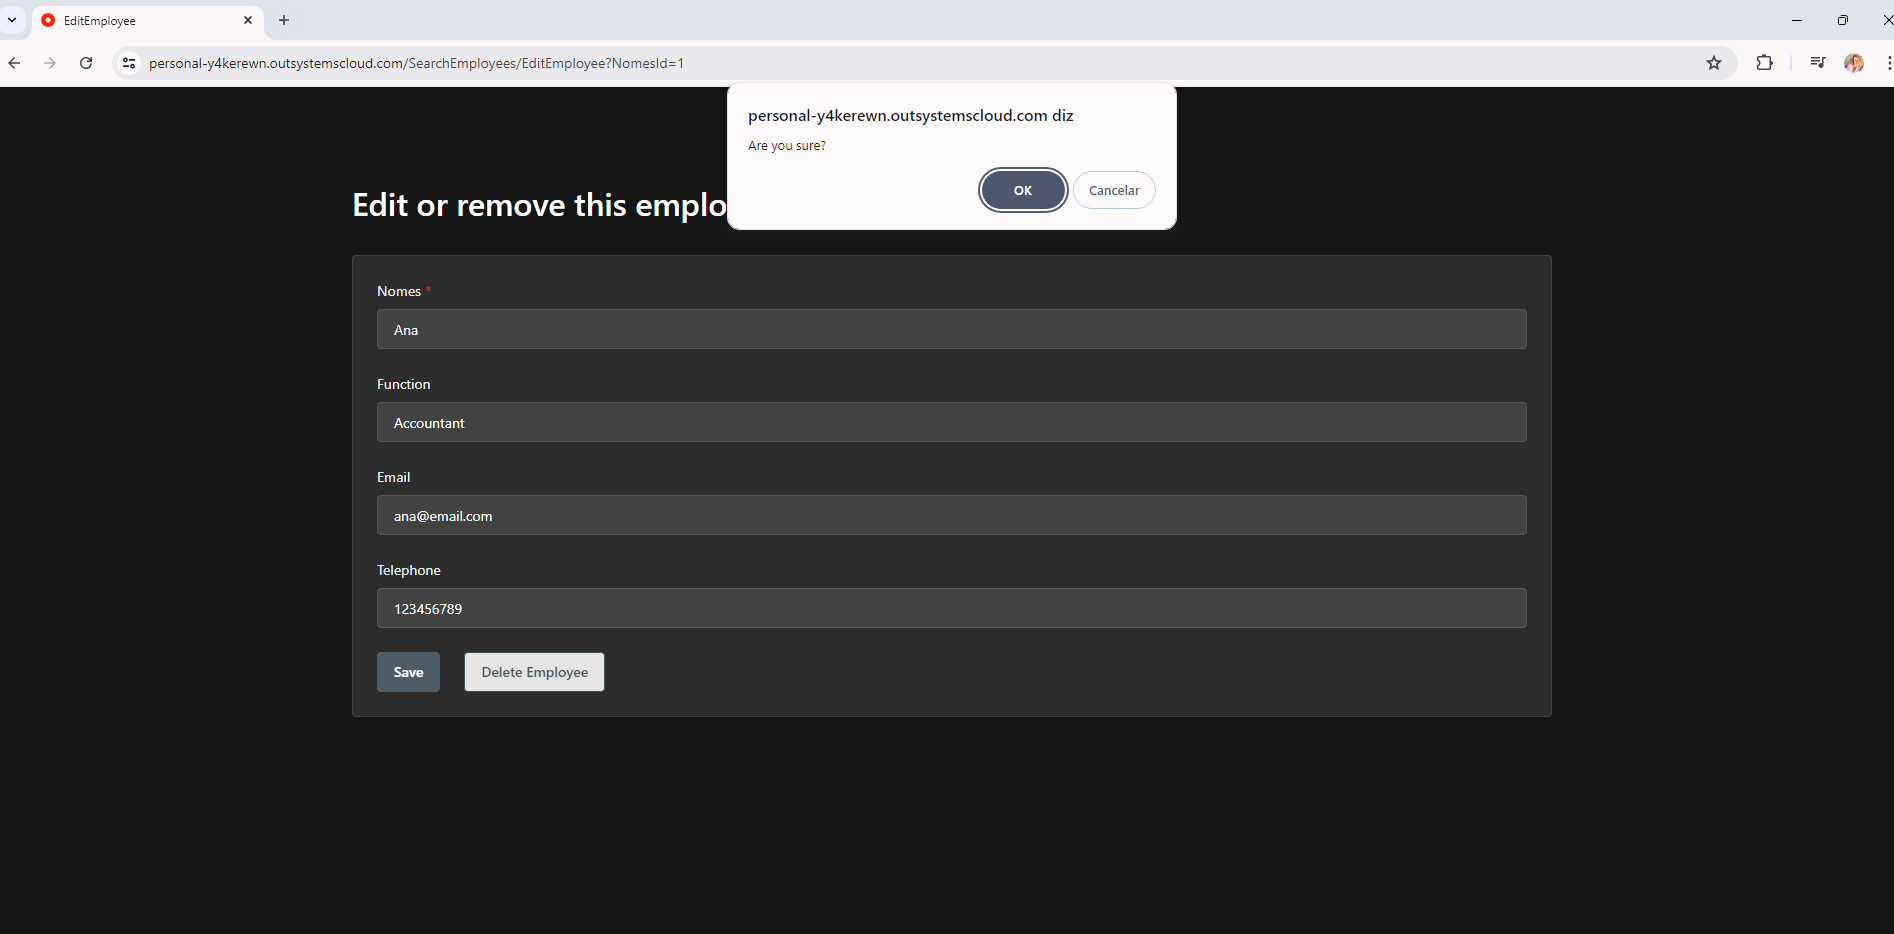 EditEmployee
personal-y4kerewn.outsystemscloud.com/SearchEmployees/EditEmployee?NomesId=1
personal-y4kerewn.outsystemscloud.com diz
Are you sure?
OK Cancelar
Edit or remove this emplo
Nomes *
Ana
Function
Accountant
Email
ana@email.com
Telephone
123456789
Save Delete Employee